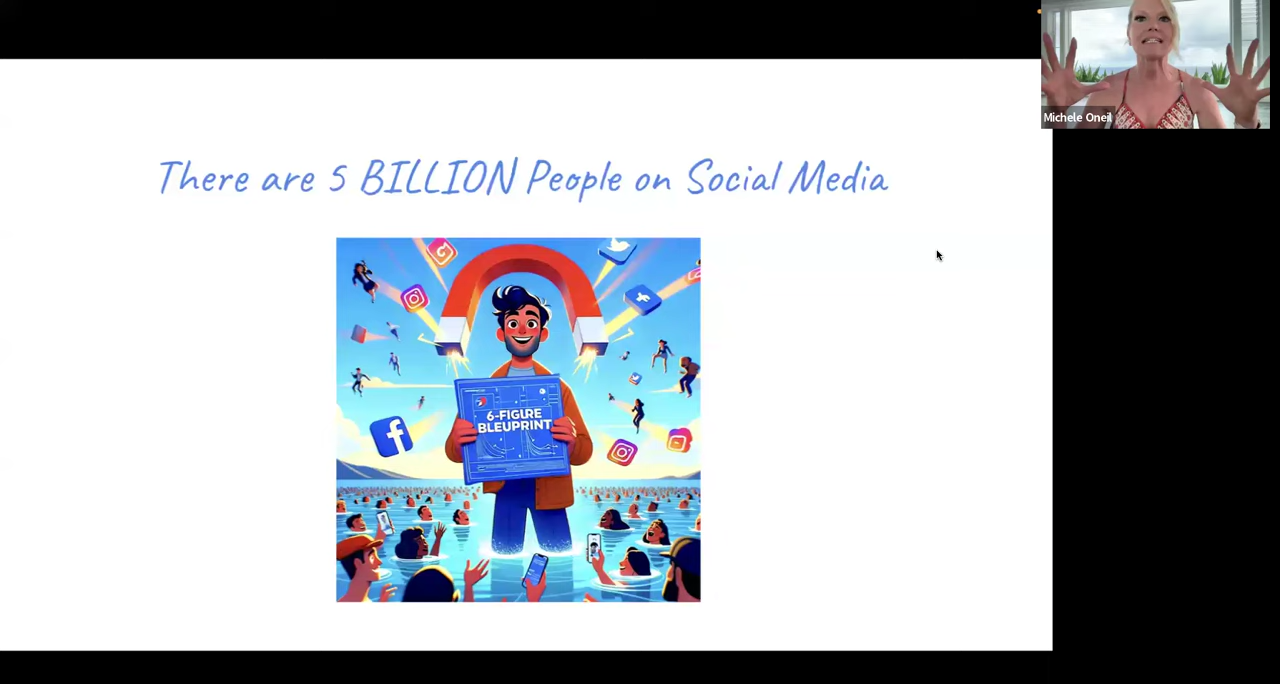 Michele Oneil
There are 5 BILLION People on Social Media
6-FIGURE
BLEUPRINT